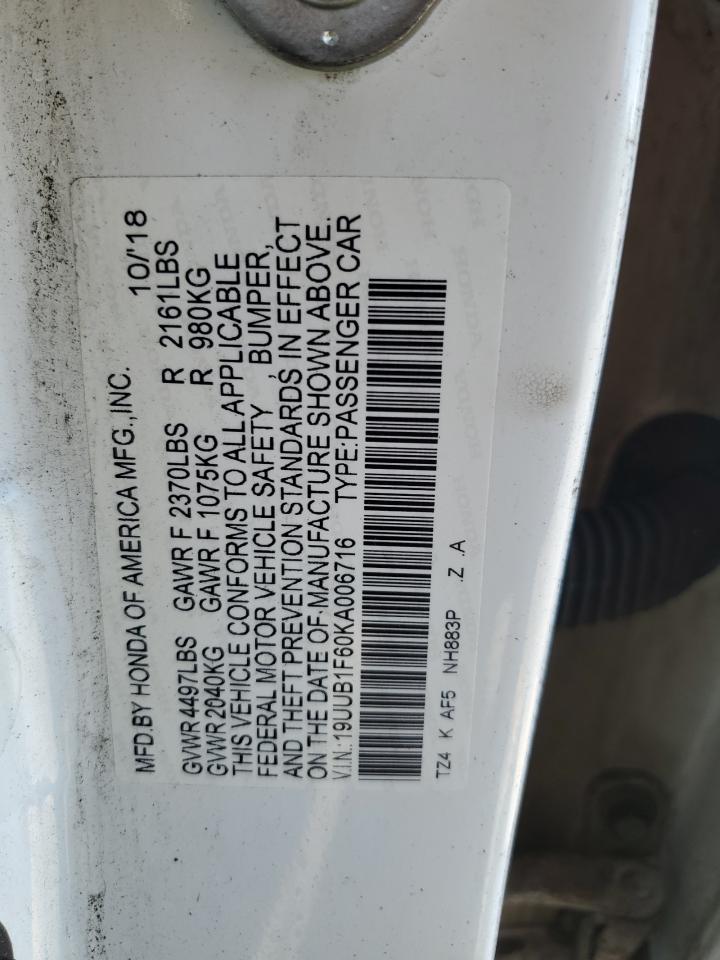 MFD.BY HONDA OF AMERICA MFG.,INC. 10/'18
GVWR 4497LBS GAWR F 2370LBS R 2161LBS
GVWR 2040KG GAWR F 1075KG R 980KG
THIS VEHICLE CONFORMS TO ALL APPLICABLE
FEDERAL MOTOR VEHICLE SAFETY , BUMPER,
AND THEFT PREVENTION STANDARDS IN EFFECT
ON THE DATE OF MANUFACTURE SHOWN ABOVE.
V.I.N.:19UUB1F60KA006716 TYPE:PASSENGER CAR
TZ4 K AF5 NH883P .Z .A